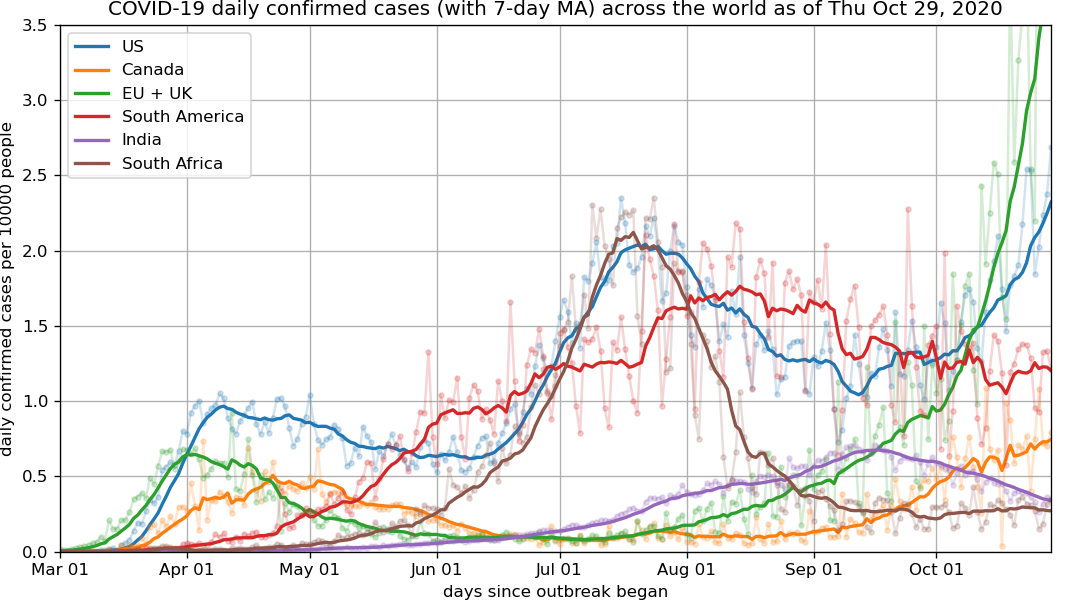 COVID-19 daily confirmed cases (with 7-day MA) across the world as of Thu Oct 29, 2020
daily confirmed cases per 10000 people
3.5
3.0
2.5
2.0
1.5
1.0
0.5
0.0
US
Canada
EU + UK
South America
India
South Africa
Mar 01 Apr 01 May 01 Jun 01 Jul 01 Aug 01 Sep 01 Oct 01
days since outbreak began